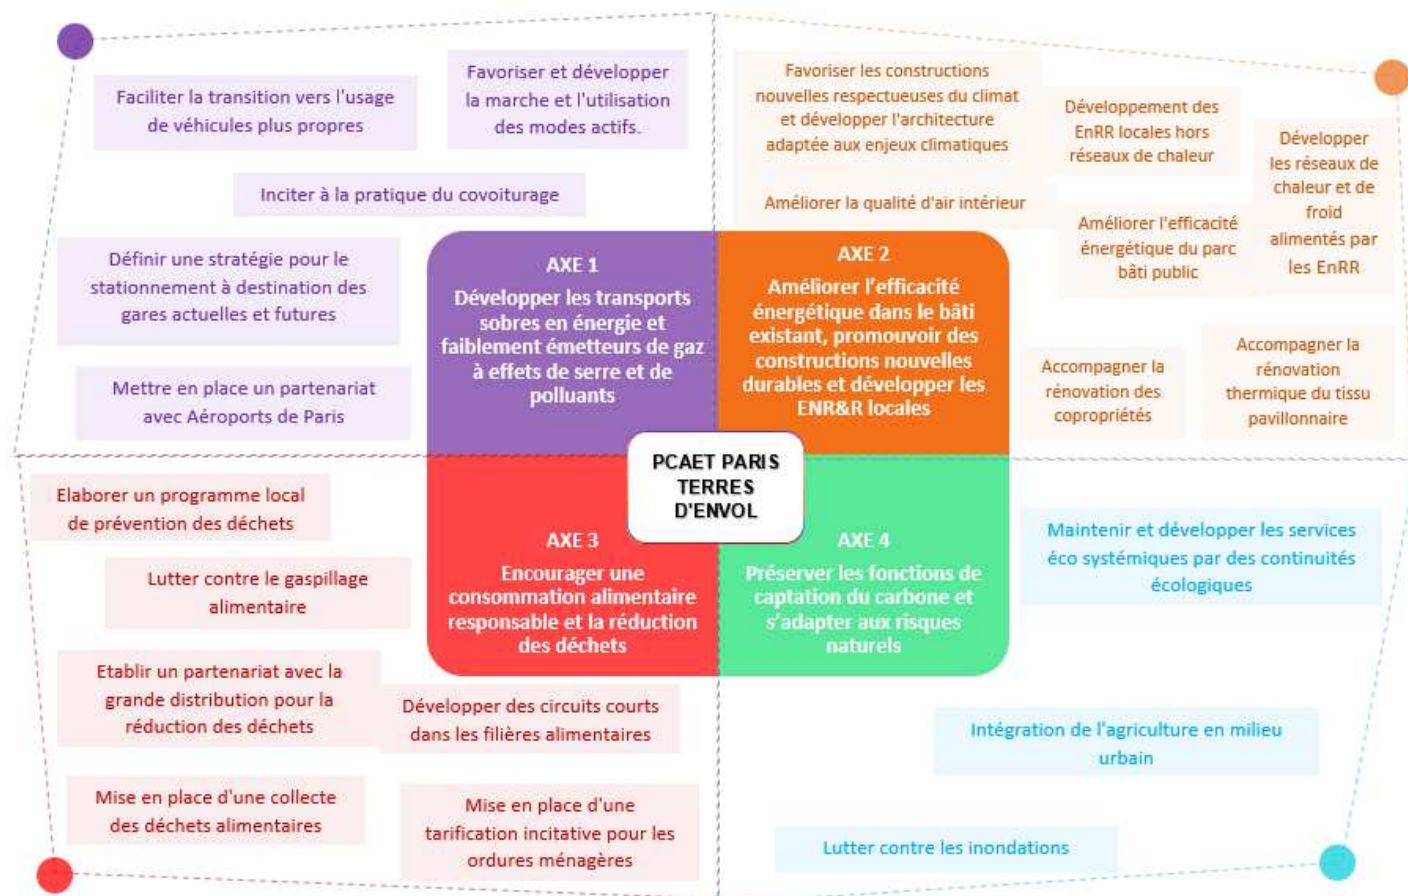 Faciliter la transition vers l'usage
de véhicules plus propres
Favoriser et développer
la marche et l'utilisation
des modes actifs.
Inciter à la pratique du covoiturage
Définir une stratégie pour le
stationnement à destination des
gares actuelles et futures
Mettre en place un partenariat
avec Aéroports de Paris
AXE 1
Développer les transports
sobres en énergie et
faiblement émetteurs de gaz
à effets de serre et de
polluants
Favoriser les constructions
nouvelles respectueuses du climat
et développer l'architecture
adaptée aux enjeux climatiques
Développement des
EnRR locales hors
réseaux de chaleur
Développer
les réseaux de
chaleur et de
froid
alimentés par
les EnRR
Améliorer la qualité d'air intérieur
Améliorer l'efficacité
énergétique du parc
bâti public
Accompagner la
rénovation des
copropriétés
Accompagner la
rénovation
thermique du tissu
pavillonnaire
AXE 2
Améliorer l’efficacité
énergétique dans le bâti
existant, promouvoir des
constructions nouvelles
durables et développer les
ENR&R locales
PCAET PARIS
TERRES
D'ENVOL
Elaborer un programme local
de prévention des déchets
Lutter contre le gaspillage
alimentaire
Etablir un partenariat avec la
grande distribution pour la
réduction des déchets
Développer des circuits courts
dans les filières alimentaires
Mise en place d'une collecte
des déchets alimentaires
Mise en place d'une
tarification incitative pour les
ordures ménagères
AXE 3
Encourager une
consommation alimentaire
responsable et la réduction
des déchets
AXE 4
Préserver les fonctions de
captation du carbone et
s’adapter aux risques
naturels
Maintenir et développer les services
éco systémiques par des continuités
écologiques
Intégration de l'agriculture en milieu
urbain
Lutter contre les inondations